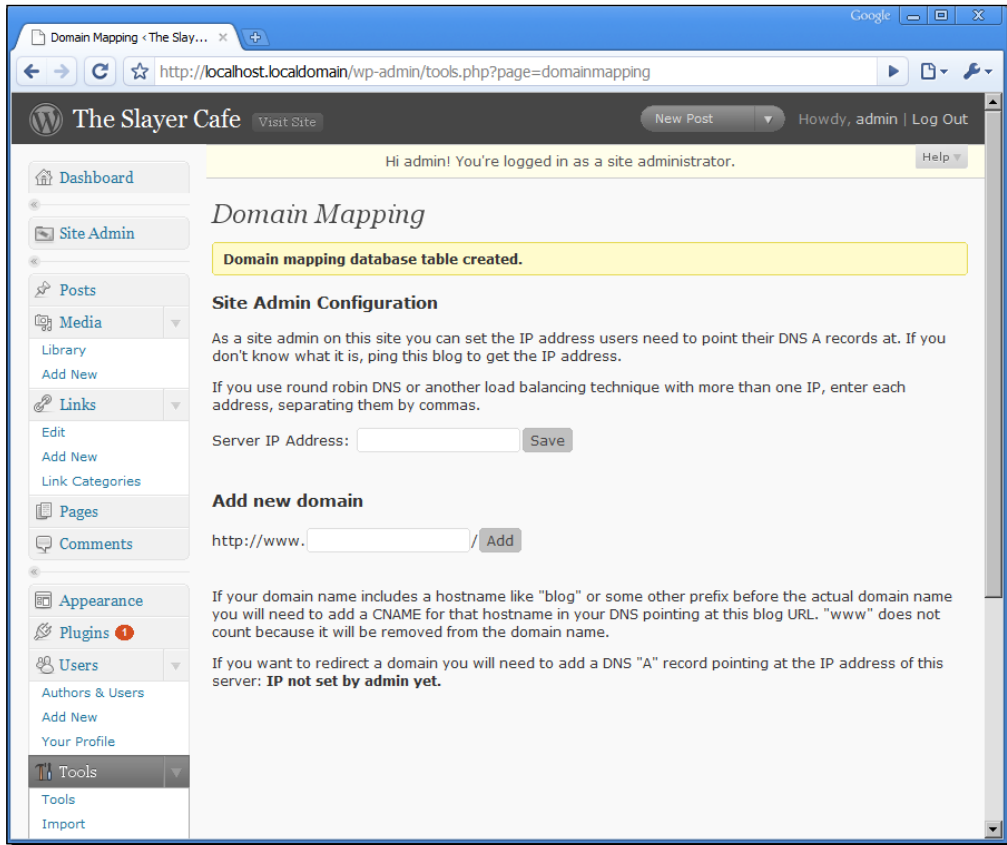 Google
Domain Mapping ‹ The Slay...
http://localhost.localdomain/wp-admin/tools.php?page=domainmapping
The Slayer Cafe Visit Site
New Post
Howdy, admin | Log Out
Hi admin! You're logged in as a site administrator.
Help
Dashboard
Site Admin
Posts
Media
Library
Add New
Links
Edit
Add New
Link Categories
Pages
Comments
Appearance
Plugins 1
Users
Authors & Users
Add New
Your Profile
Tools
Tools
Import
Domain Mapping
Domain mapping database table created.
Site Admin Configuration
As a site admin on this site you can set the IP address users need to point their DNS A records at. If you
don't know what it is, ping this blog to get the IP address.
If you use round robin DNS or another load balancing technique with more than one IP, enter each
address, separating them by commas.
Server IP Address: Save
Add new domain
http://www. / Add
If your domain name includes a hostname like "blog" or some other prefix before the actual domain name
you will need to add a CNAME for that hostname in your DNS pointing at this blog URL. "www" does not
count because it will be removed from the domain name.
If you want to redirect a domain you will need to add a DNS "A" record pointing at the IP address of this
server: IP not set by admin yet.